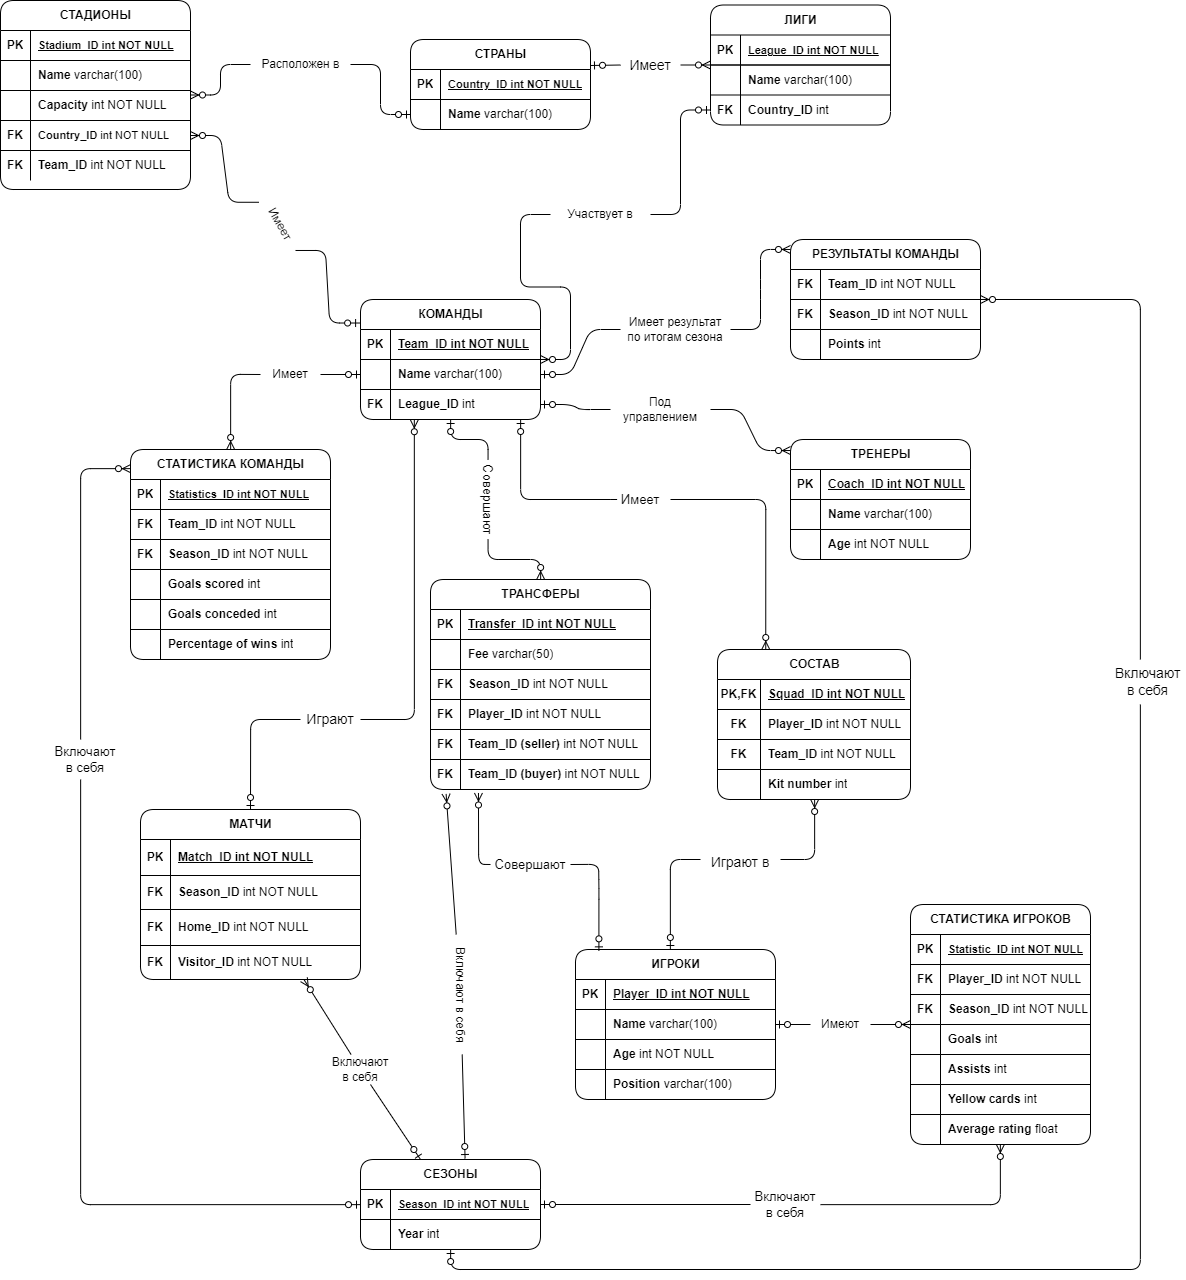 СТАДИОНЫ
PK Stadium_ID int NOT NULL
Name varchar(100)
Capacity int NOT NULL
FK Country_ID int NOT NULL
FK Team_ID int NOT NULL
Расположен в
СТРАНЫ
PK Country_ID int NOT NULL
Name varchar(100)
Имеет
ЛИГИ
PK League_ID int NOT NULL
Name varchar(100)
FK Country_ID int
Имеет
Участвует в
КОМАНДЫ
PK Team_ID int NOT NULL
Name varchar(100)
FK League_ID int
Имеет результат
по итогам сезона
РЕЗУЛЬТАТЫ КОМАНДЫ
FK Team_ID int NOT NULL
FK Season_ID int NOT NULL
Points int
Имеет
Под
управлением
ТРЕНЕРЫ
PK Coach_ID int NOT NULL
Name varchar(100)
Age int NOT NULL
СТАТИСТИКА КОМАНДЫ
PK Statistics_ID int NOT NULL
FK Team_ID int NOT NULL
FK Season_ID int NOT NULL
Goals scored int
Goals conceded int
Percentage of wins int
Совершают
Имеет
ТРАНСФЕРЫ
PK Transfer_ID int NOT NULL
Fee varchar(50)
FK Season_ID int NOT NULL
FK Player_ID int NOT NULL
FK Team_ID (seller) int NOT NULL
FK Team_ID (buyer) int NOT NULL
СОСТАВ
PK,FK Squad_ID int NOT NULL
FK Player_ID int NOT NULL
FK Team_ID int NOT NULL
Kit number int
Включают
в себя
Играют
Включают
в себя
МАТЧИ
PK Match_ID int NOT NULL
FK Season_ID int NOT NULL
FK Home_ID int NOT NULL
FK Visitor_ID int NOT NULL
Совершают
Играют в
Включают в себя
ИГРОКИ
PK Player_ID int NOT NULL
Name varchar(100)
Age int NOT NULL
Position varchar(100)
Имеют
СТАТИСТИКА ИГРОКОВ
PK Statistic_ID int NOT NULL
FK Player_ID int NOT NULL
FK Season_ID int NOT NULL
Goals int
Assists int
Yellow cards int
Average rating float
Включают
в себя
СЕЗОНЫ
PK Season_ID int NOT NULL
Year int
Включают
в себя